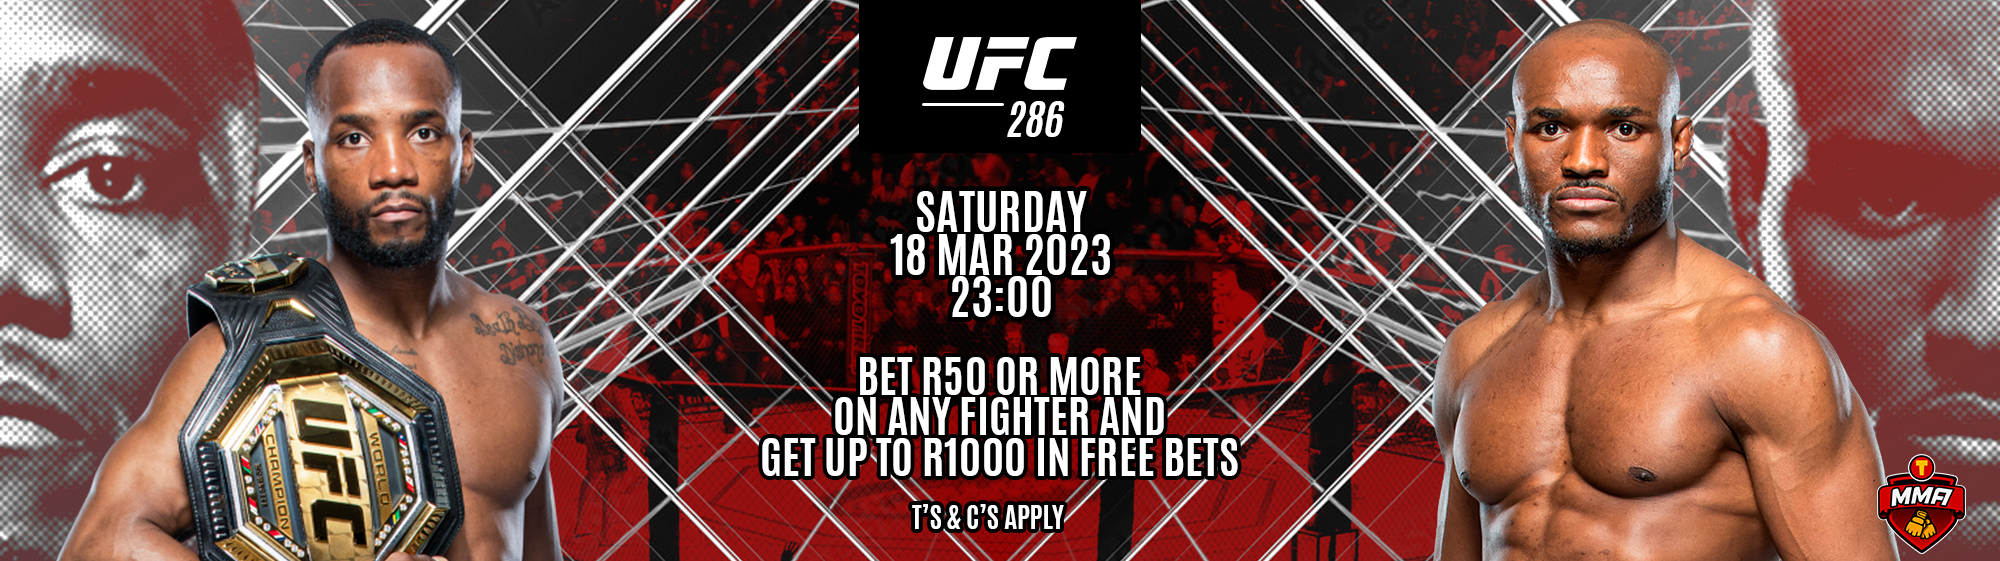 UFC
286
SATURDAY
18 MAR 2023
23:00
BET R50 OR MORE
ON ANY FIGHTER AND
GET UP TO R1000 IN FREE BETS
T'S & C'S APPLY
UFC
WORLD
CHAMPION
T
MMA